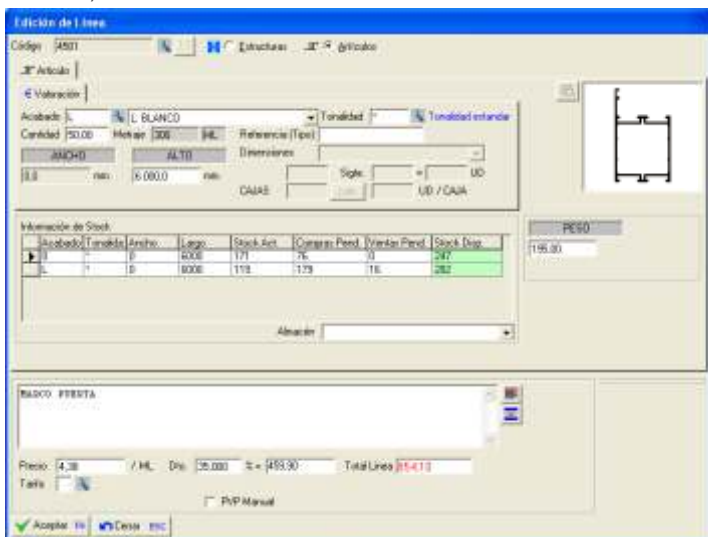 Edición de Línea
Código 4501 Estructuras Artículos
Artículo
€ Valoración
Acabado L L BLANCO Tonalidad * Tonalidad estandar
Cantidad 50.00 Metraje 300 ML Referencia (Tipo)
ANCHO ALTO Dimensiones
0,0 mm 6.000,0 mm Sigle. = UD
CAJAS UD / CAJA
Información de Stock
Acabado Tonalida Ancho Largo Stock Act. Compras Pend. Ventas Pend. Stock Disp.
0 * 0 6000 171 76 0 247
L * 0 6000 119 179 16 282
PESO
195.00
Almacén
MARCO PUERTA
Precio 4,38 / ML Dto. 35.000 % = 459.90 Total Línea 854.10
Tarifa
PVP Manual
Aceptar Cerrar ESC